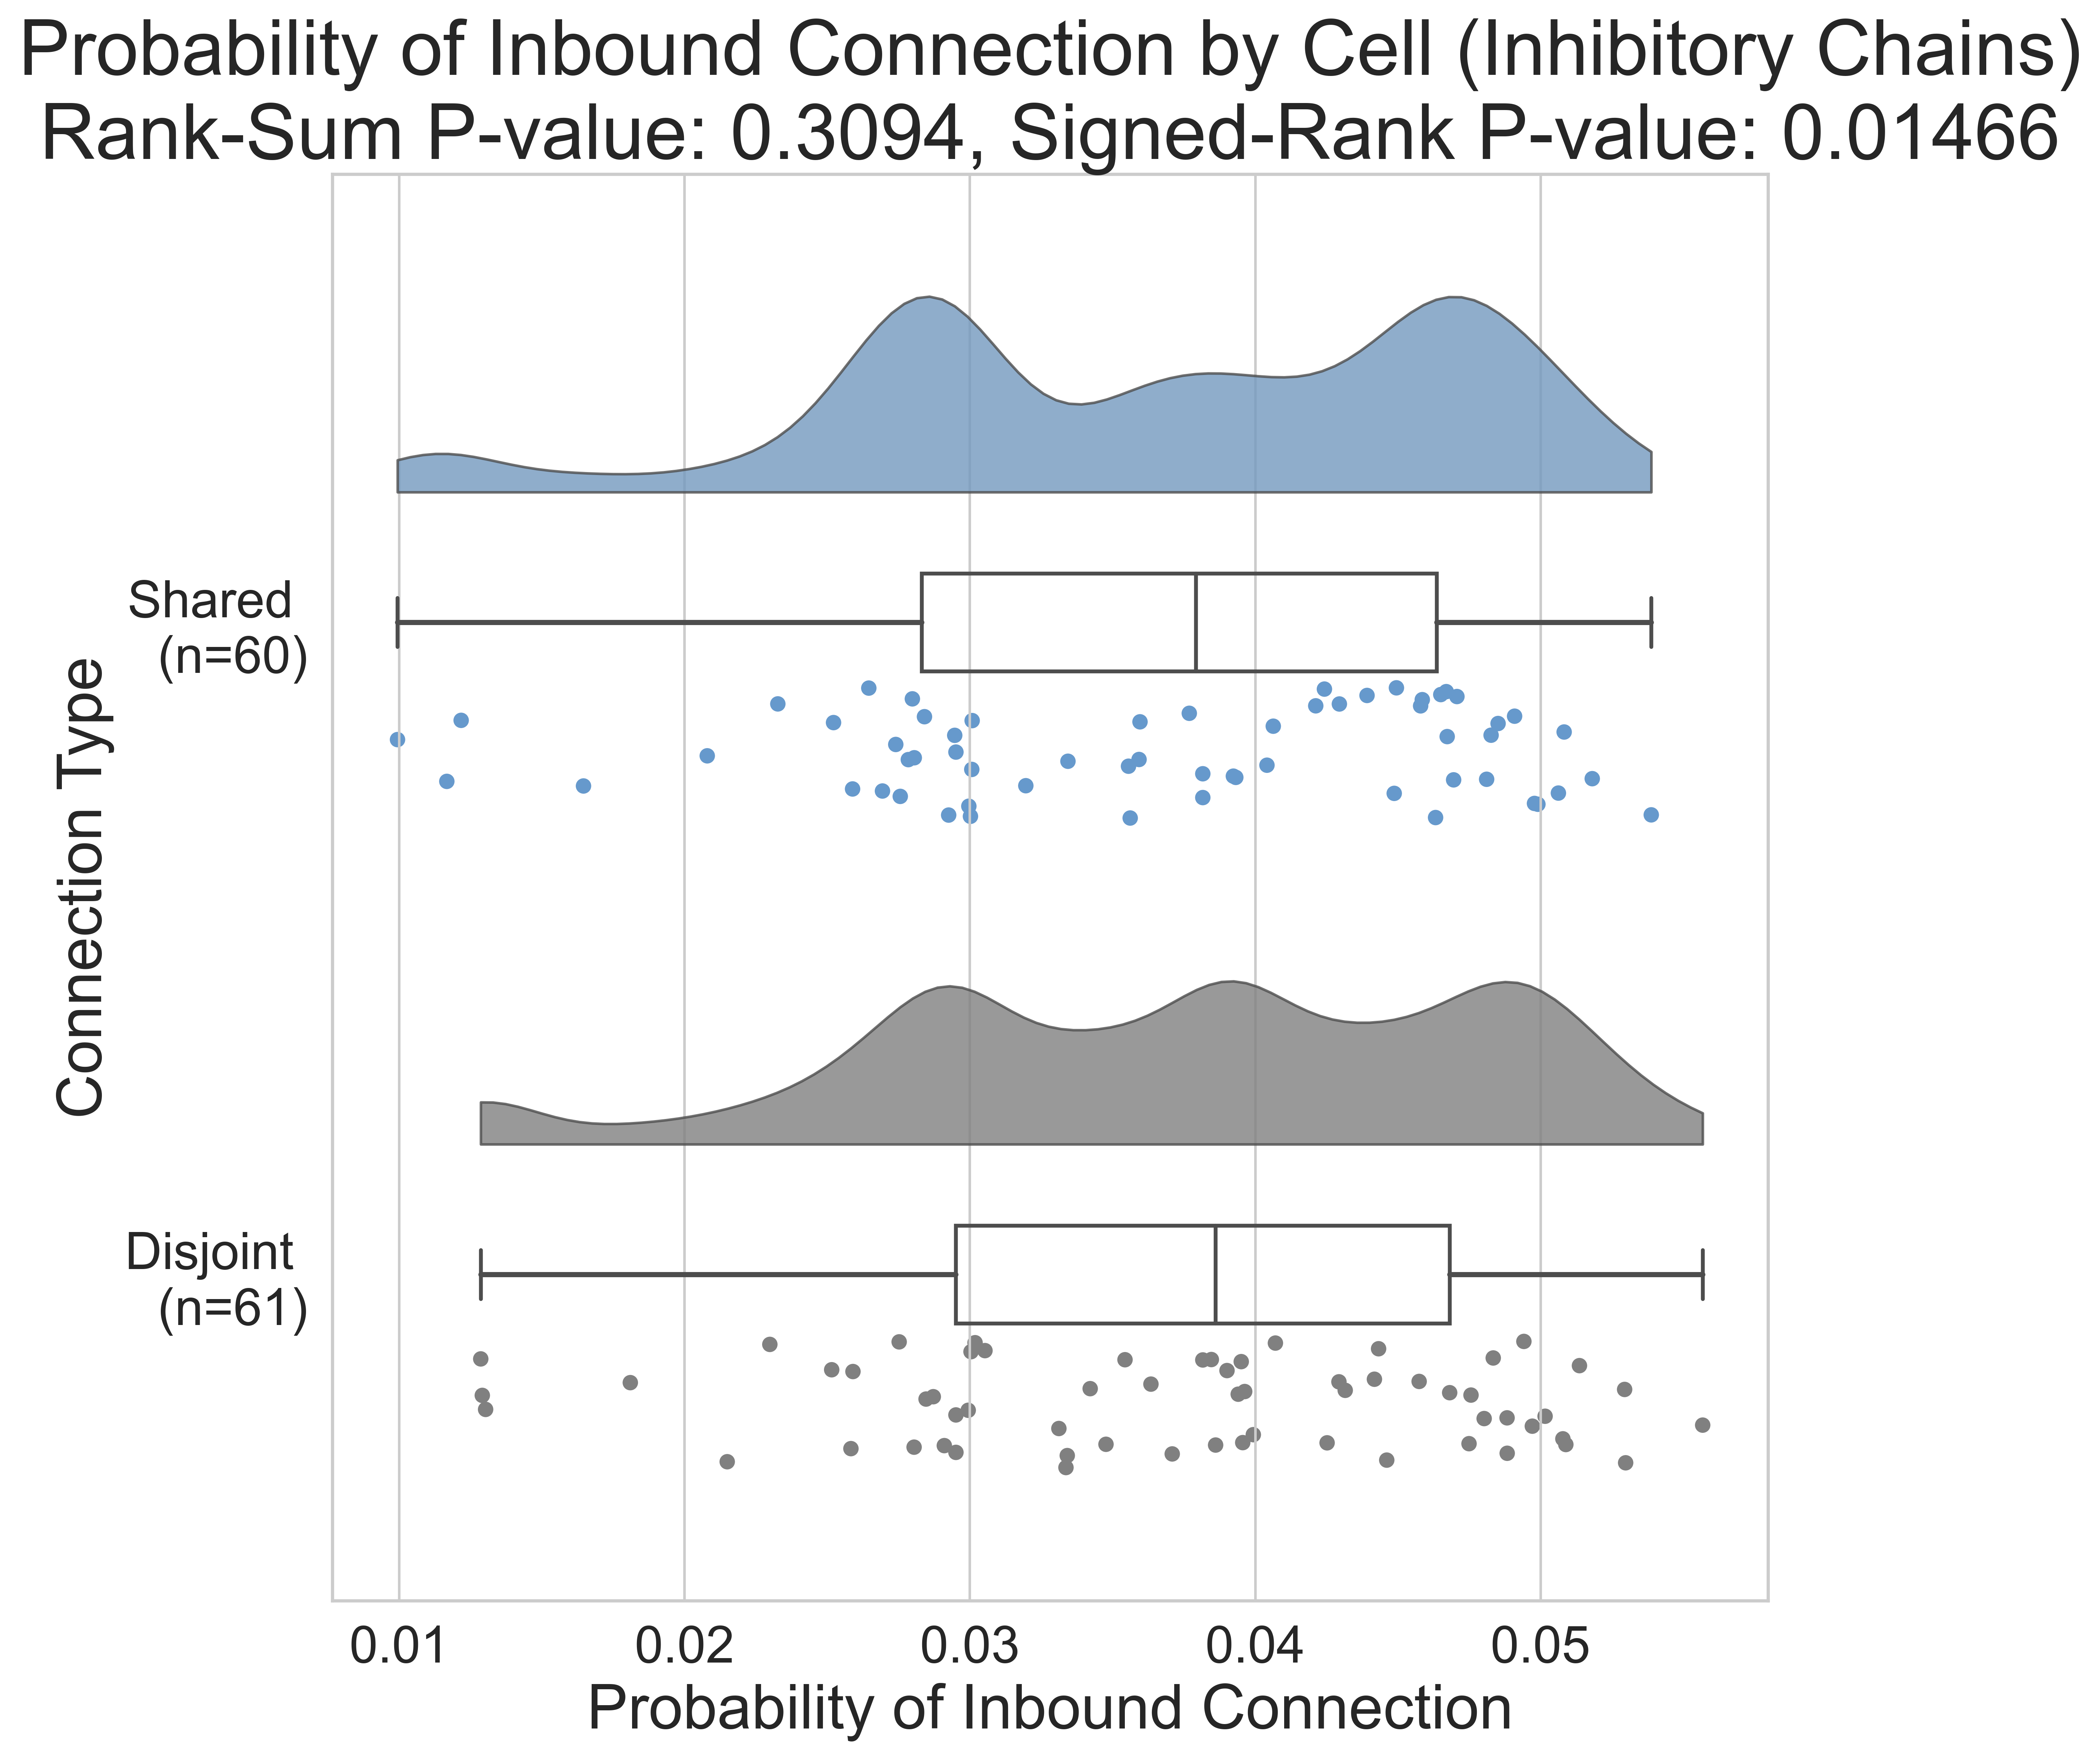 Probability of Inbound Connection by Cell (Inhibitory Chains)
Rank-Sum P-value: 0.3094, Signed-Rank P-value: 0.01466
Connection Type
Shared
(n=60)
Disjoint
(n=61)
0.01 0.02 0.03 0.04 0.05
Probability of Inbound Connection